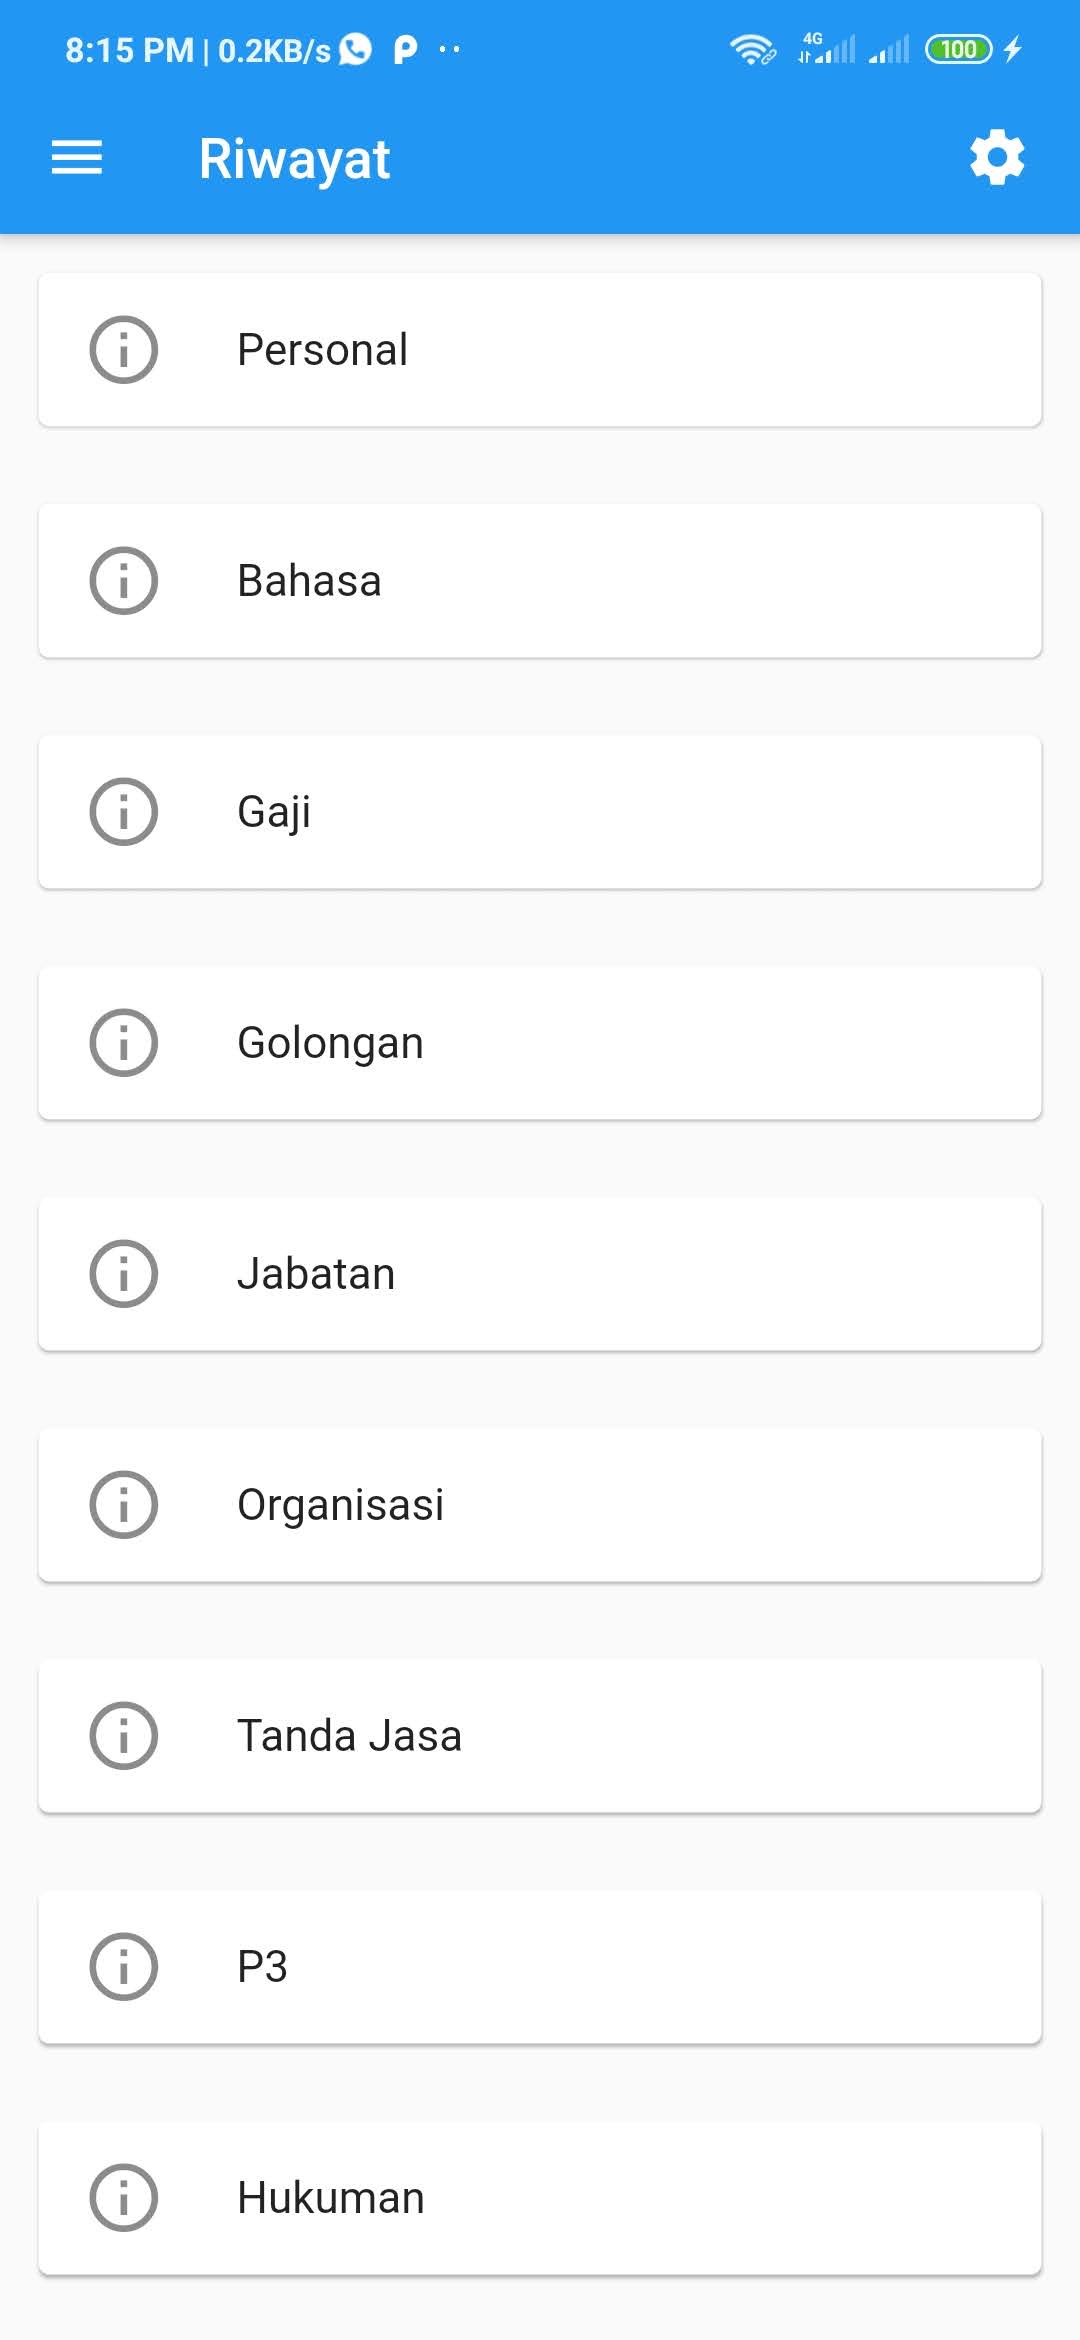 8:15 PM | 0.2KB/s
4G
100
Riwayat
Personal
Bahasa
Gaji
Golongan
Jabatan
Organisasi
Tanda Jasa
P3
Hukuman